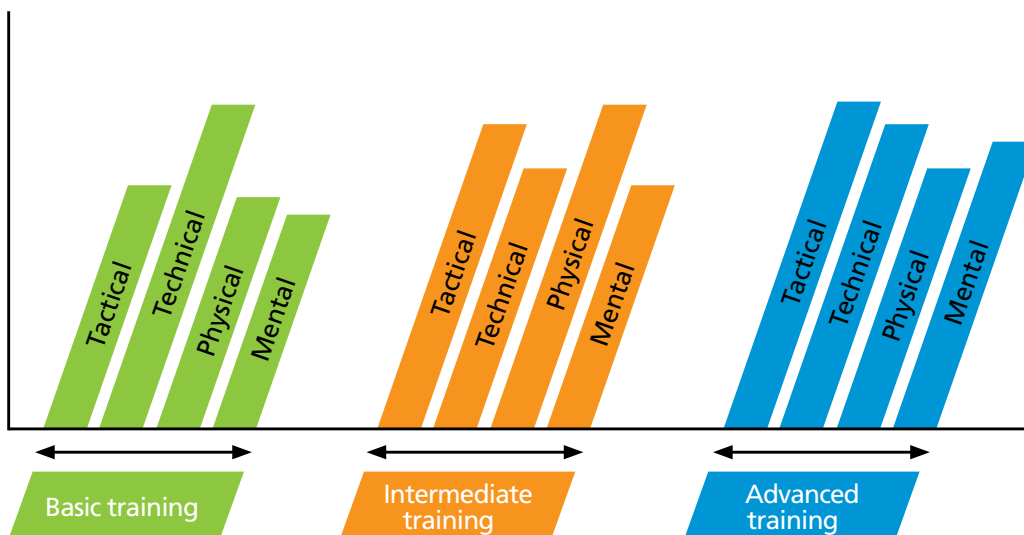 Tactical
Technical
Physical
Mental
Tactical
Technical
Physical
Mental
Tactical
Technical
Physical
Mental
Basic training
Intermediate
training
Advanced
training